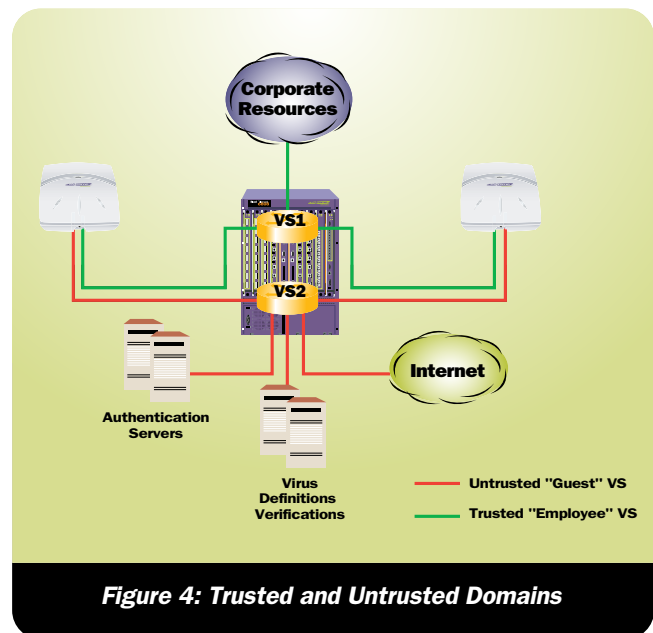 Corporate
Resources
VS1
VS2
Internet
Authentication
Servers
Virus
Definitions
Verifications
Untrusted "Guest" VS
Trusted "Employee" VS
Figure 4: Trusted and Untrusted Domains